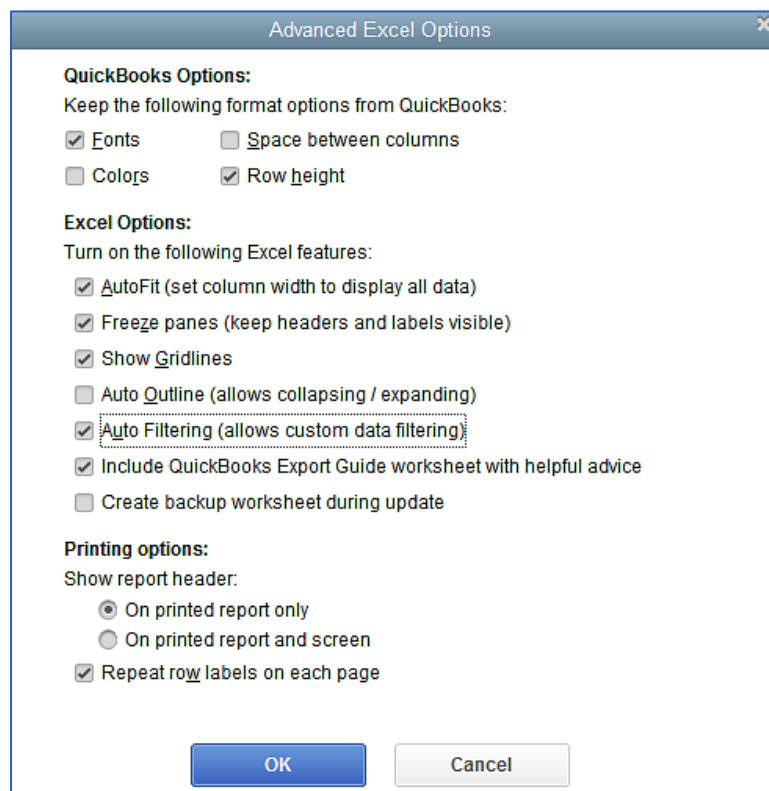 Advanced Excel Options
QuickBooks Options:
Keep the following format options from QuickBooks:
Fonts Space between columns
Colors Row height
Excel Options:
Turn on the following Excel features:
AutoFit (set column width to display all data)
Freeze panes (keep headers and labels visible)
Show Gridlines
Auto Outline (allows collapsing / expanding)
Auto Filtering (allows custom data filtering)
Include QuickBooks Export Guide worksheet with helpful advice
Create backup worksheet during update
Printing options:
Show report header:
On printed report only
On printed report and screen
Repeat row labels on each page
OK Cancel